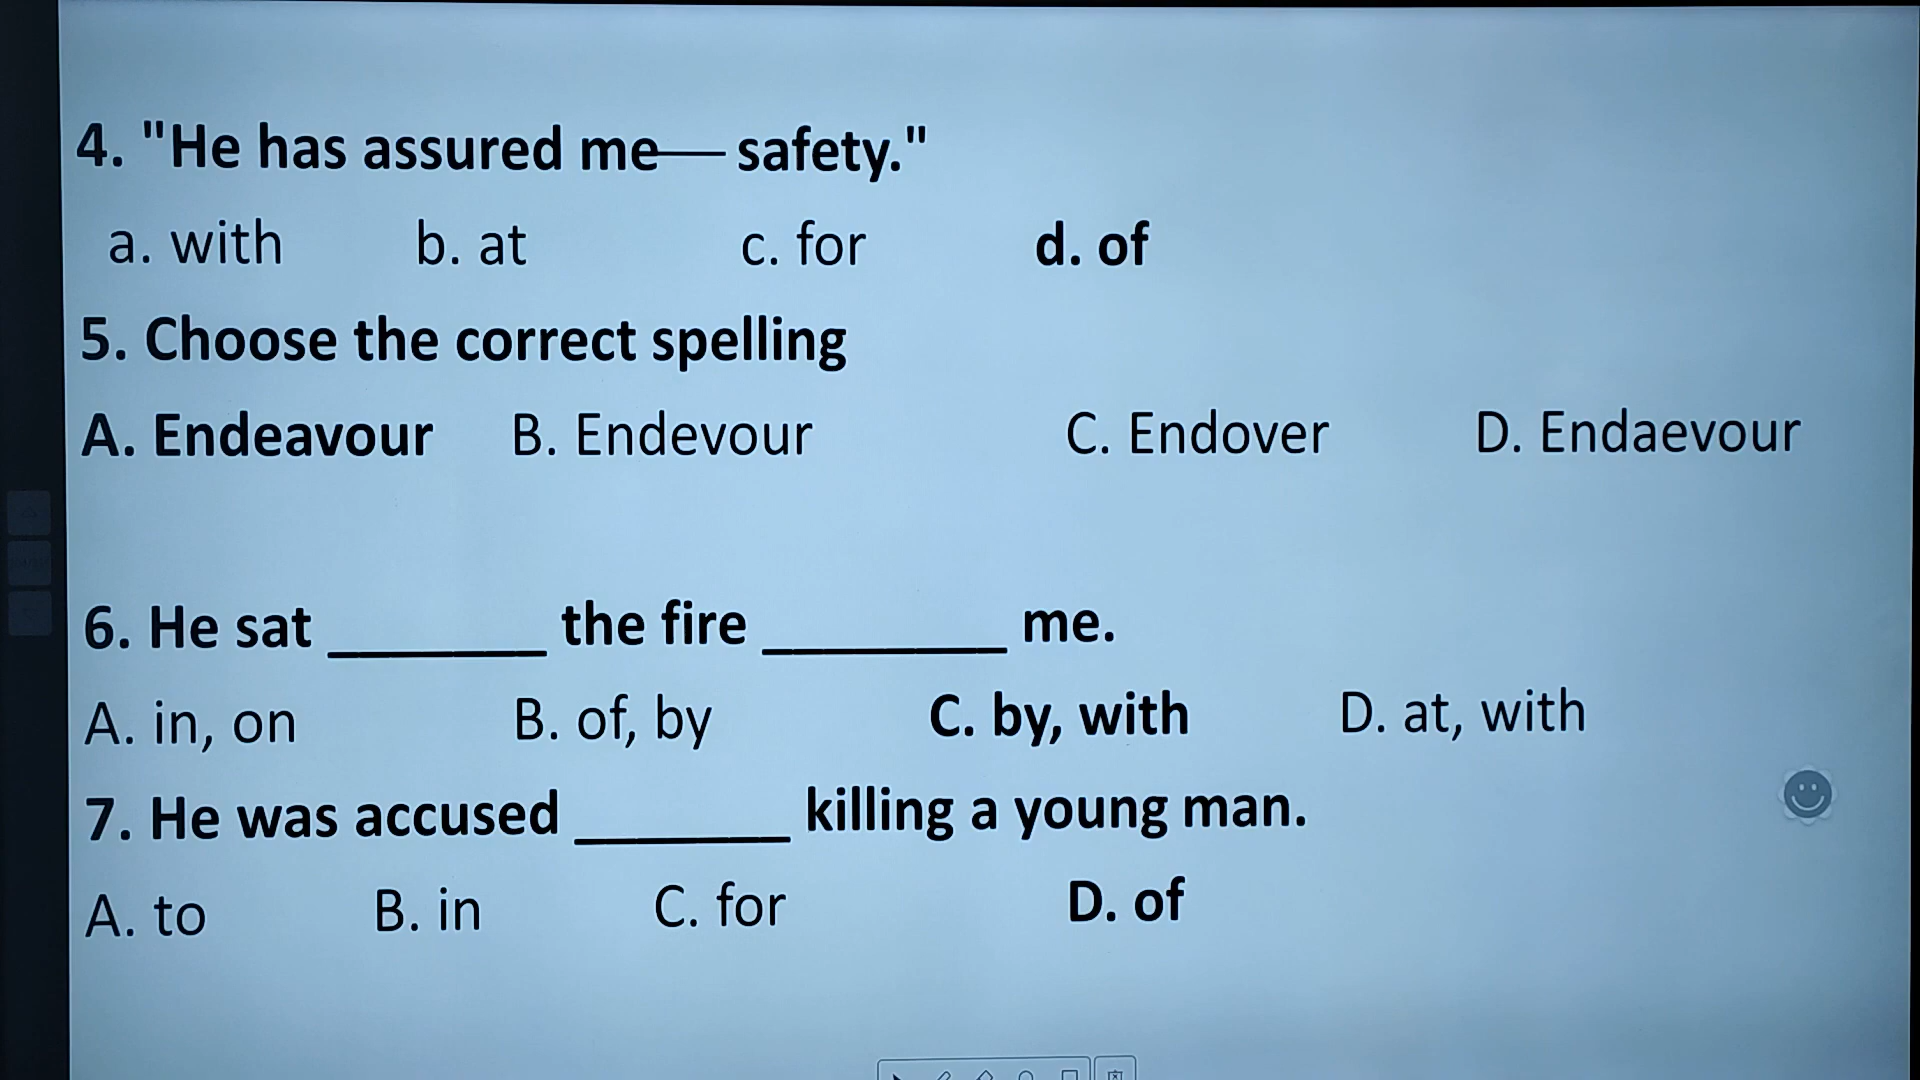 4. "He has assured me— safety."
a. with b. at c. for d. of
5. Choose the correct spelling
A. Endeavour B. Endevour C. Endover D. Endaevour
6. He sat ________ the fire _________ me.
A. in, on B. of, by C. by, with D. at, with
7. He was accused ________ killing a young man.
A. to B. in C. for D. of